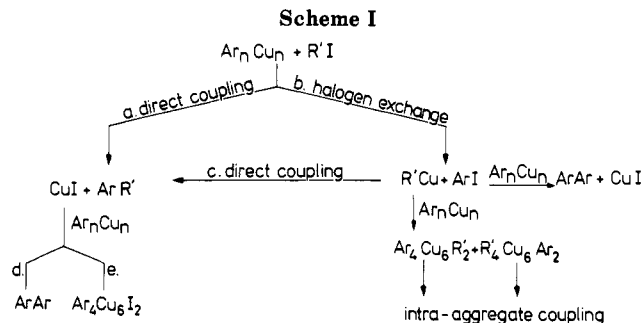 Scheme I
ArₙCuₙ + R'I
a. direct coupling
b. halogen exchange
CuI + ArR'
c. direct coupling
R'Cu + ArI
ArₙCuₙ
ArAr + CuI
ArₙCuₙ
ArₙCuₙ
d.
e.
Ar₄Cu₆R'₂ + R'₄Cu₆Ar₂
ArAr
Ar₄Cu₆I₂
intra-aggregate coupling